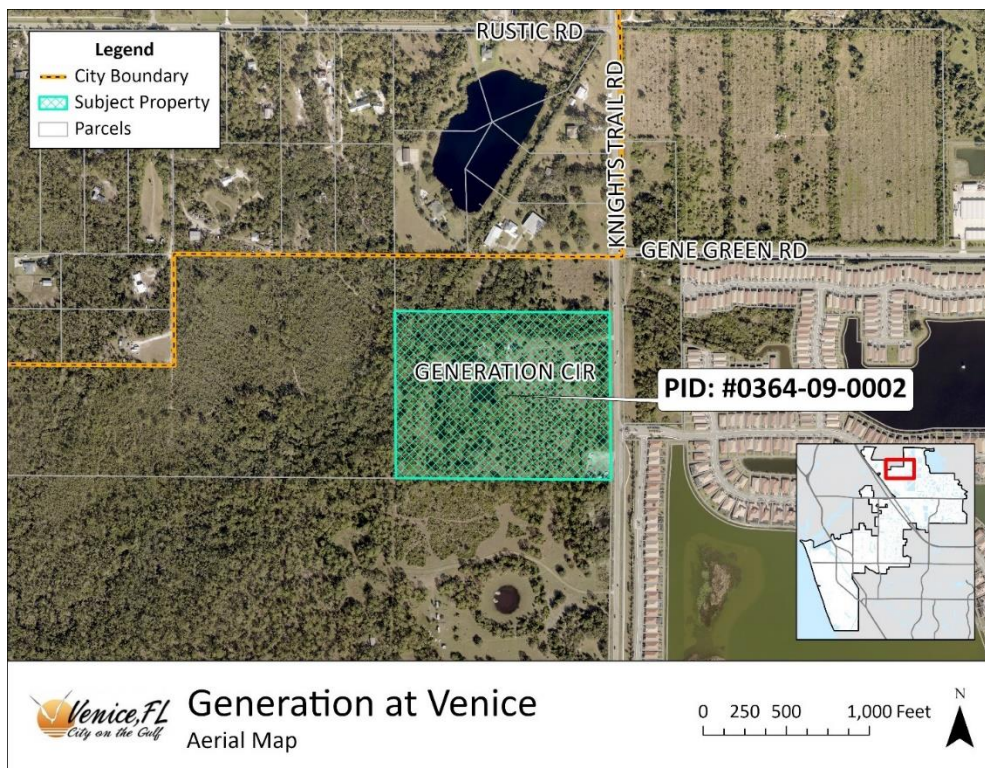 RUSTIC RD
Legend
City Boundary
Subject Property
Parcels
KNIGHTS TRAIL RD
GENE GREEN RD
GENERATION CIR
PID: #0364-09-0002
Venice, FL
City on the Gulf
Generation at Venice
Aerial Map
0 250 500 1,000 Feet
N